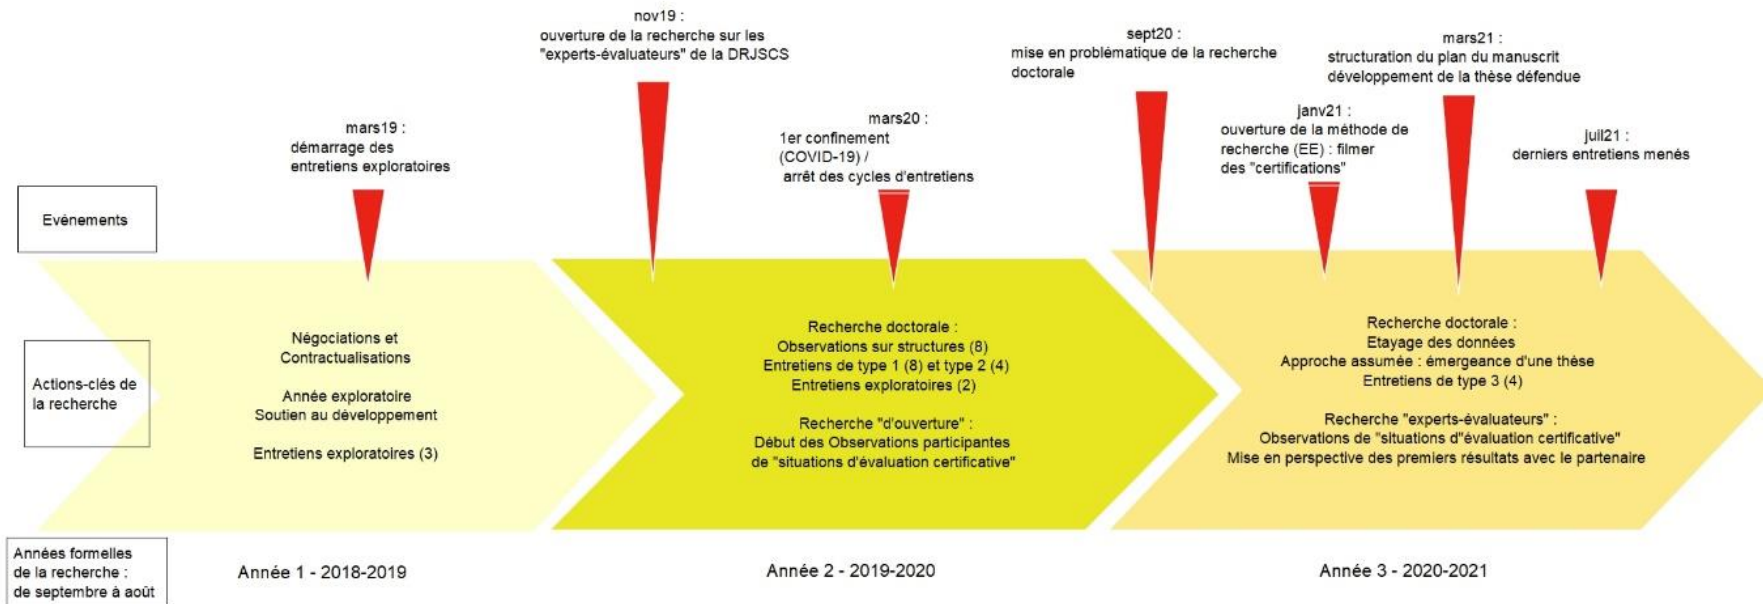 nov19 :
ouverture de la recherche sur les
"experts-évaluateurs" de la DRJSCS
sept20 :
mise en problématique de la recherche
doctorale
mars21 :
structuration du plan du manuscrit
développement de la thèse défendue
mars19 :
démarrage des
entretiens exploratoires
mars20 :
1er confinement
(COVID-19) /
arrêt des cycles d'entretiens
janv21 :
ouverture de la méthode de
recherche (EE) : filmer
des "certifications"
juil21 :
derniers entretiens menés
Evénements
Actions-clés de
la recherche
Négociations et
Contractualisations
Année exploratoire
Soutien au développement
Entretiens exploratoires (3)
Recherche doctorale :
Observations sur structures (8)
Entretiens de type 1 (8) et type 2 (4)
Entretiens exploratoires (2)
Recherche "d'ouverture" :
Début des Observations participantes
de "situations d'évaluation certificative"
Recherche doctorale :
Etayage des données
Approche assumée : émergeance d'une thèse
Entretiens de type 3 (4)
Recherche "experts-évaluateurs" :
Observations de "situations d"évaluation certificative"
Mise en perspective des premiers résultats avec le partenaire
Années formelles
de la recherche :
de septembre à août
Année 1 - 2018-2019
Année 2 - 2019-2020
Année 3 - 2020-2021